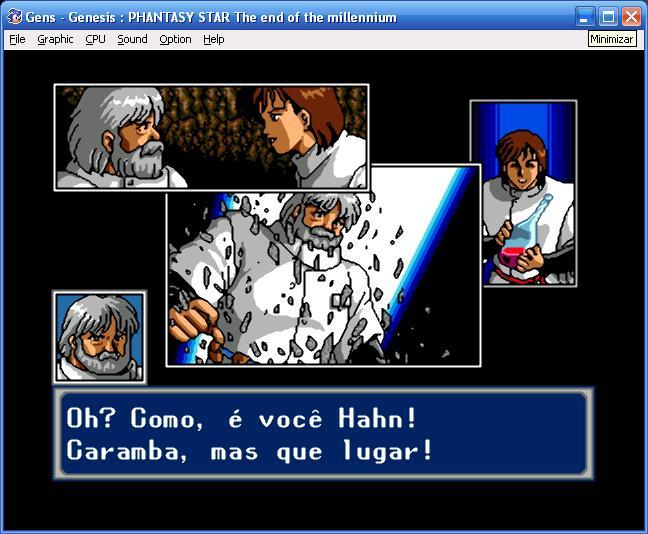 Gens - Genesis : PHANTASY STAR The end of the millennium
File Graphic CPU Sound Option Help
Minimizar
Oh? Como, é você Hahn!
Caramba, mas que lugar!